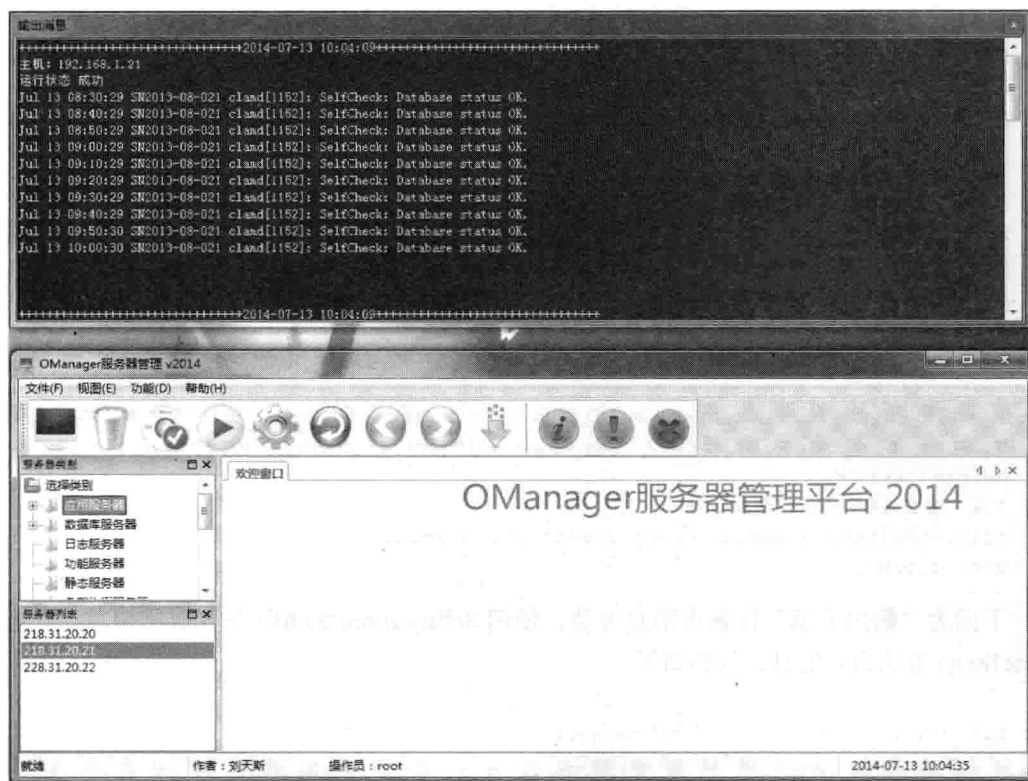 输出消息
++++++++++++++++++++++++++++++2014-07-13 10:04:09++++++++++++++++++++++++++++++
主机: 192.168.1.21
运行状态 成功
Jul 13 08:30:29 SN2013-08-021 clamd[1152]: SelfCheck: Database status OK.
Jul 13 08:40:29 SN2013-08-021 clamd[1152]: SelfCheck: Database status OK.
Jul 13 08:50:29 SN2013-08-021 clamd[1152]: SelfCheck: Database status OK.
Jul 13 09:00:29 SN2013-08-021 clamd[1152]: SelfCheck: Database status OK.
Jul 13 09:10:29 SN2013-08-021 clamd[1152]: SelfCheck: Database status OK.
Jul 13 09:20:29 SN2013-08-021 clamd[1152]: SelfCheck: Database status OK.
Jul 13 09:30:29 SN2013-08-021 clamd[1152]: SelfCheck: Database status OK.
Jul 13 09:40:29 SN2013-08-021 clamd[1152]: SelfCheck: Database status OK.
Jul 13 09:50:30 SN2013-08-021 clamd[1152]: SelfCheck: Database status OK.
Jul 13 10:00:30 SN2013-08-021 clamd[1152]: SelfCheck: Database status OK.
++++++++++++++++++++++++++++++2014-07-13 10:04:09++++++++++++++++++++++++++++++
OManager服务器管理 v2014
文件(F) 视图(E) 功能(D) 帮助(H)
服务器类别
选择类别
应用服务器
数据库服务器
日志服务器
功能服务器
静态服务器
欢迎窗口
OManager服务器管理平台 2014
服务器列表
218.31.20.20
218.31.20.21
228.31.20.22
就绪 作者：刘天斯 操作员：root 2014-07-13 10:04:35